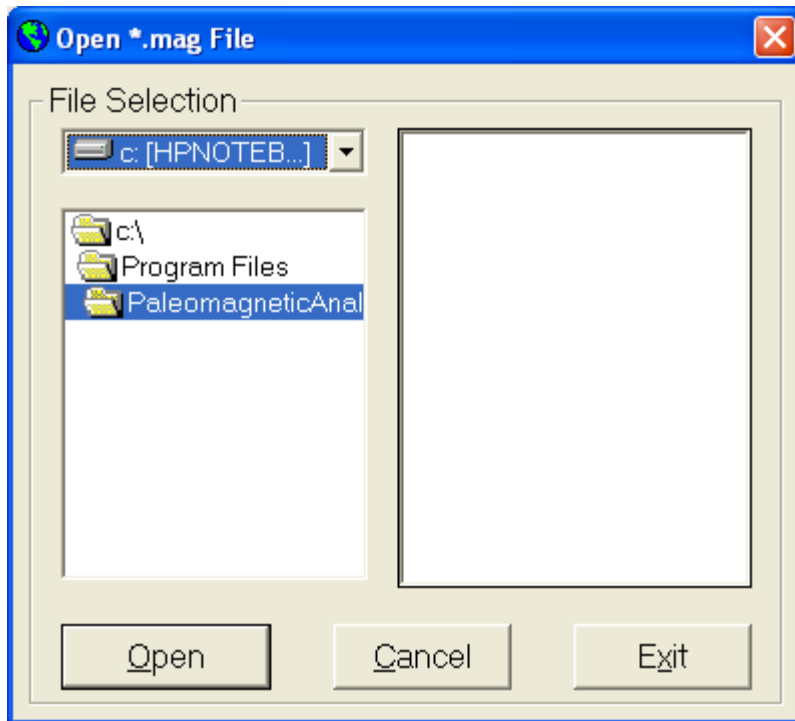 Open *.mag File
File Selection
c: [HPNOTEB...]
c:\
Program Files
PaleomagneticAnal
Open
Cancel
Exit